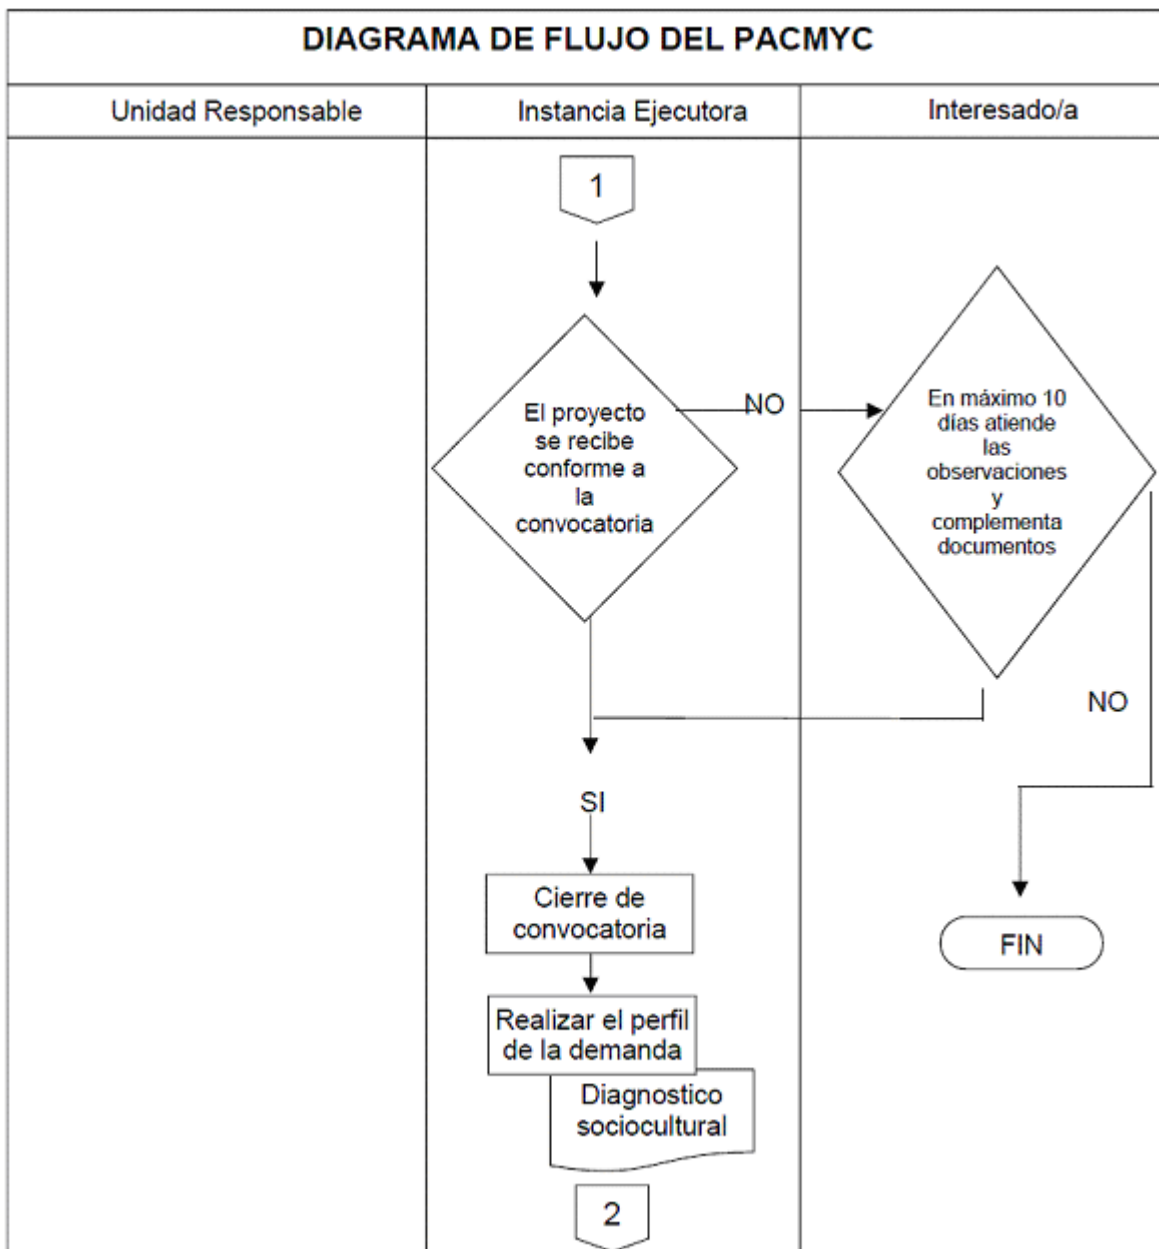 DIAGRAMA DE FLUJO DEL PACMYC
Unidad Responsable
Instancia Ejecutora
Interesado/a
1
El proyecto
se recibe
conforme a
la
convocatoria
NO
En máximo 10
días atiende
las
observaciones
y
complementa
documentos
NO
SI
Cierre de
convocatoria
FIN
Realizar el perfil
de la demanda
Diagnostico
sociocultural
2